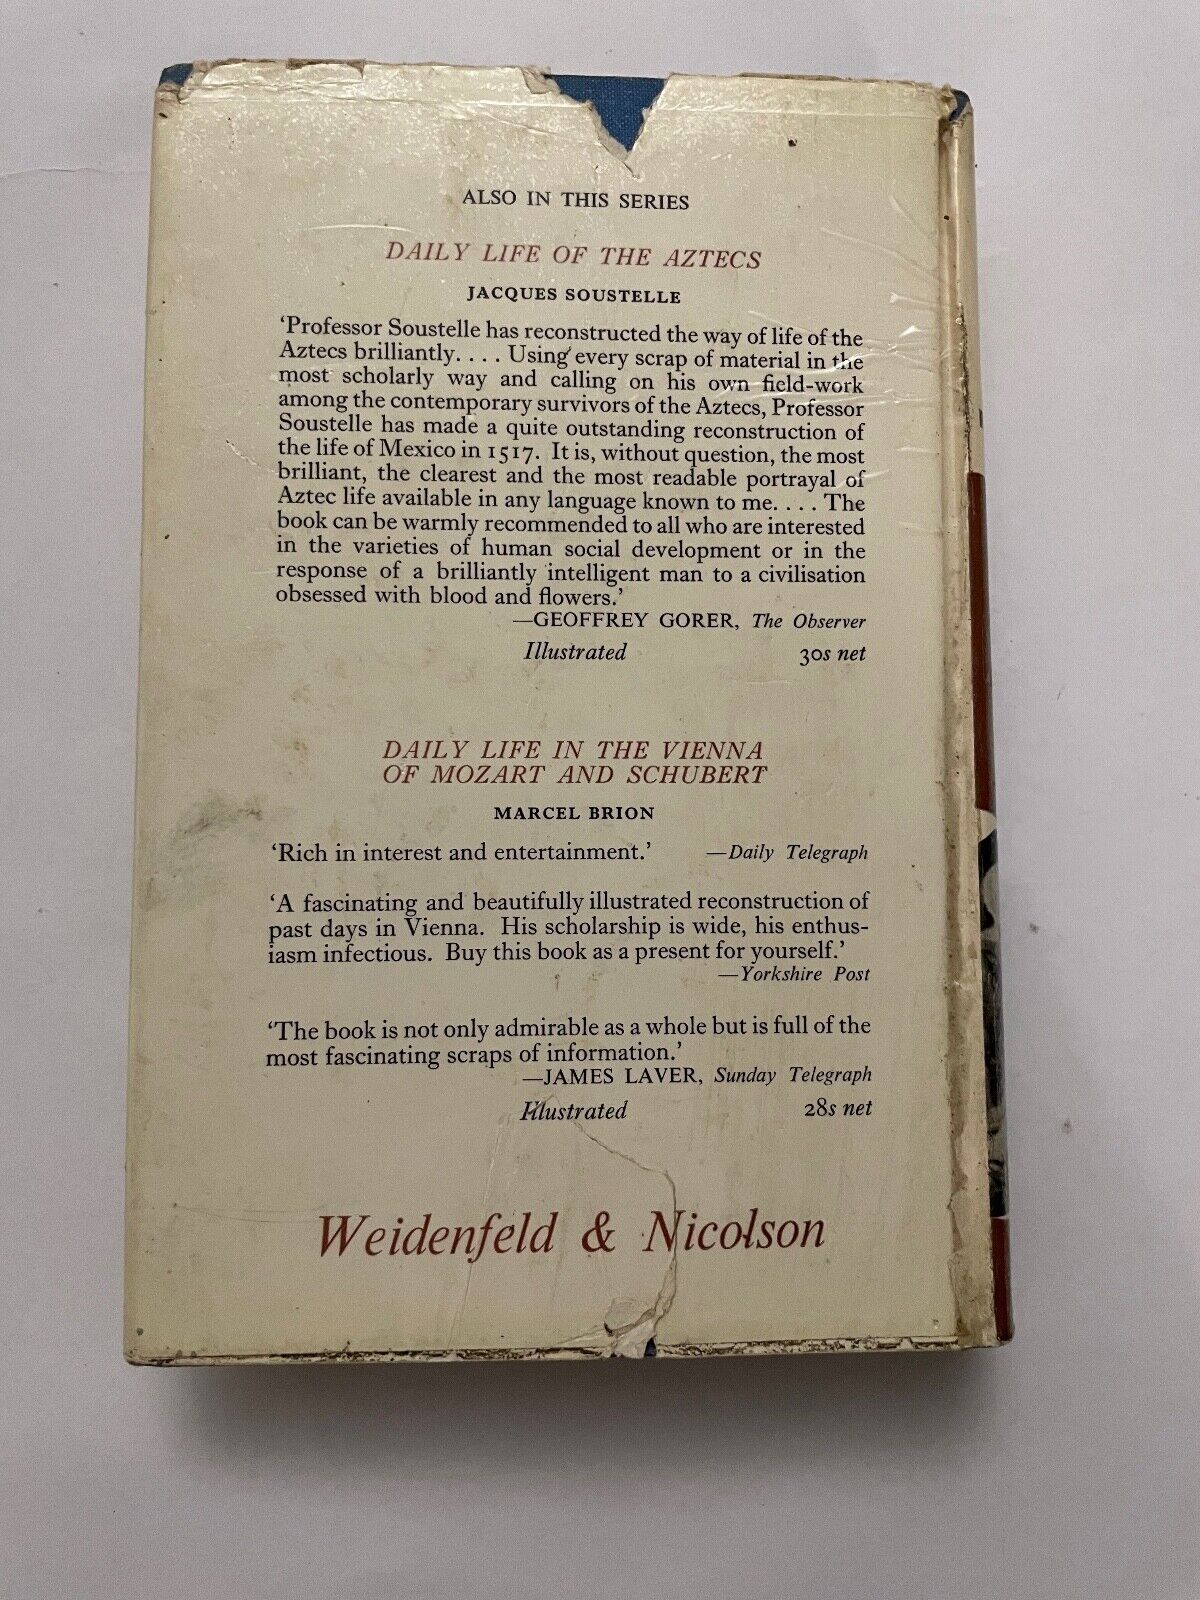 ALSO IN THIS SERIES
DAILY LIFE OF THE AZTECS
JACQUES SOUSTELLE
‘Professor Soustelle has reconstructed the way of life of the
Aztecs brilliantly. . . . Using every scrap of material in the
most scholarly way and calling on his own field-work
among the contemporary survivors of the Aztecs, Professor
Soustelle has made a quite outstanding reconstruction of
the life of Mexico in 1517. It is, without question, the most
brilliant, the clearest and the most readable portrayal of
Aztec life available in any language known to me. . . . The
book can be warmly recommended to all who are interested
in the varieties of human social development or in the
response of a brilliantly intelligent man to a civilisation
obsessed with blood and flowers.’
—GEOFFREY GORER, The Observer
Illustrated 30s net
DAILY LIFE IN THE VIENNA
OF MOZART AND SCHUBERT
MARCEL BRION
‘Rich in interest and entertainment.’ —Daily Telegraph
‘A fascinating and beautifully illustrated reconstruction of
past days in Vienna. His scholarship is wide, his enthus-
iasm infectious. Buy this book as a present for yourself.’
—Yorkshire Post
‘The book is not only admirable as a whole but is full of the
most fascinating scraps of information.’
—JAMES LAVER, Sunday Telegraph
Illustrated 28s net
Weidenfeld & Nicolson